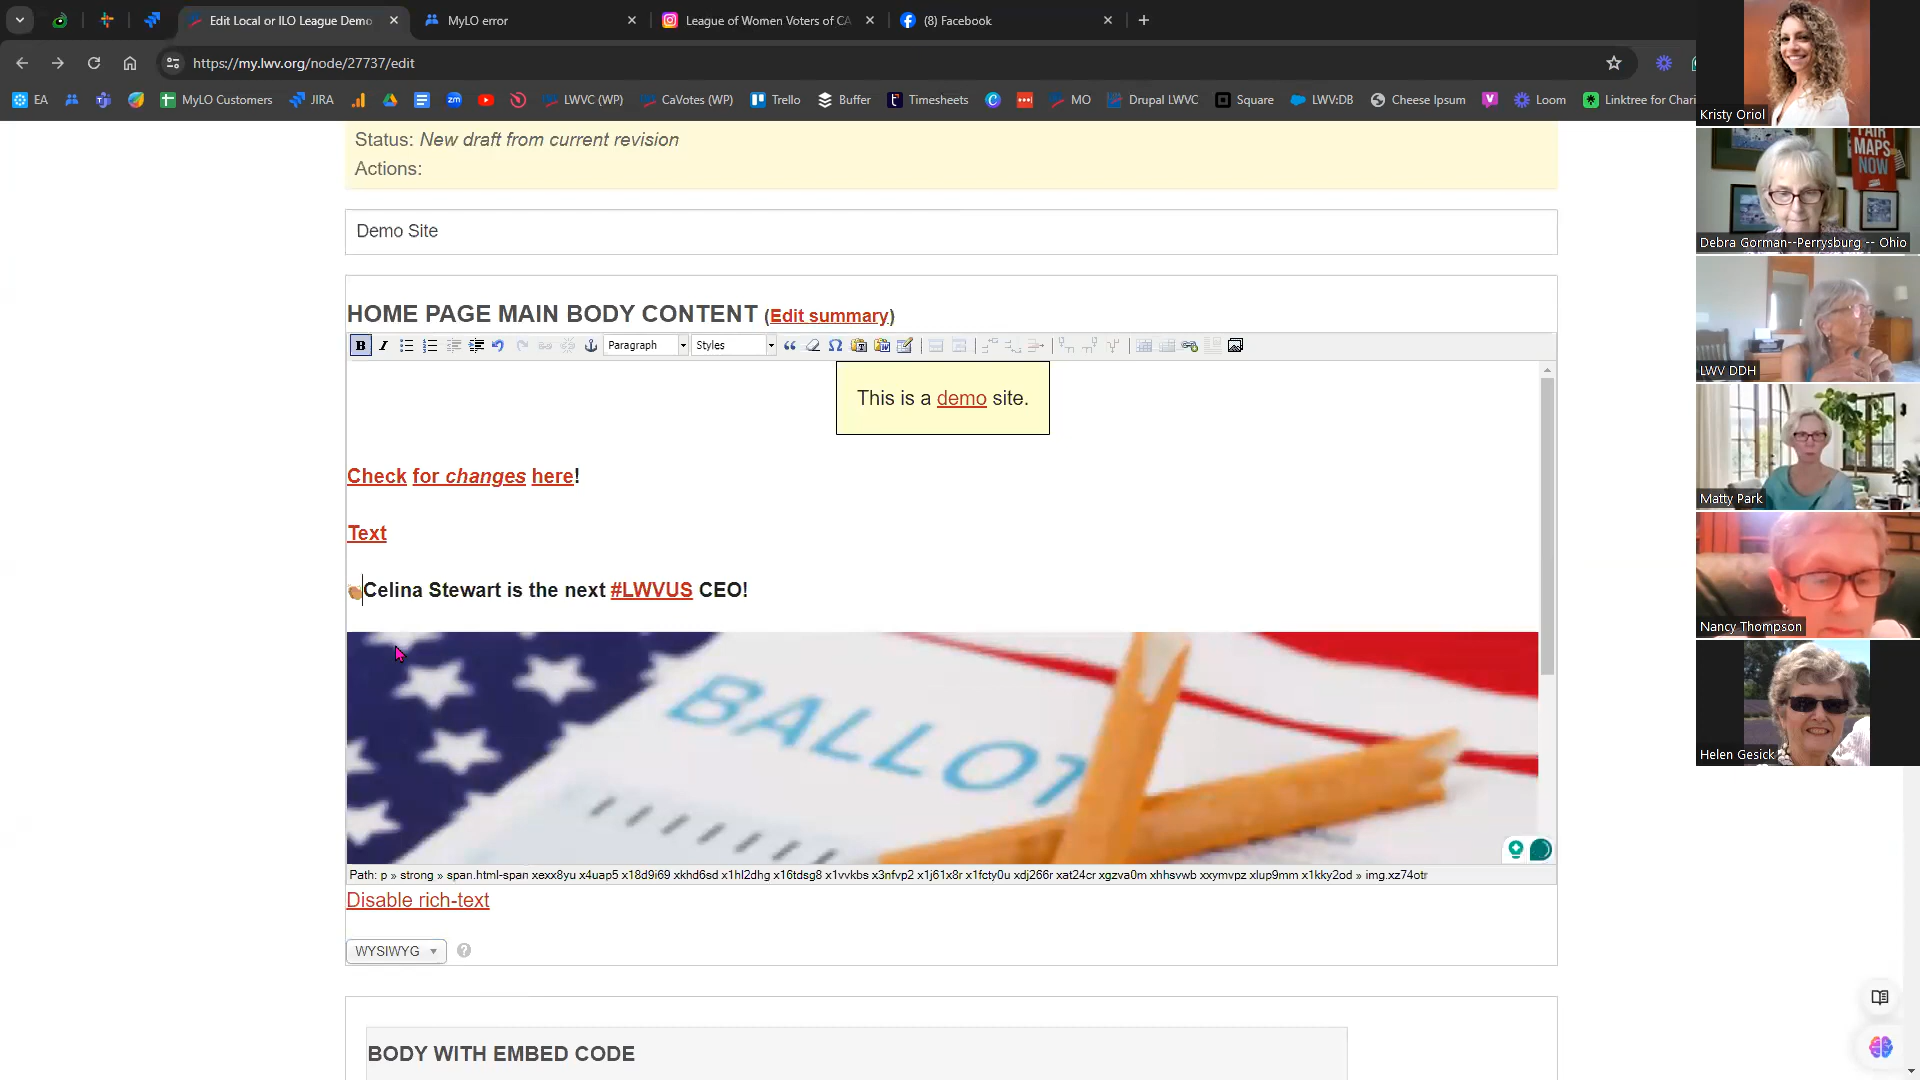 Edit Local or ILO League Demo
MyLO error
League of Women Voters of CA
(8) Facebook
https://my.lwv.org/node/27737/edit
EA
MyLO Customers
JIRA
LWVC (WP)
CaVotes (WP)
Trello
Buffer
Timesheets
MO
Drupal LWVC
Square
LWV:DB
Cheese Ipsum
Loom
Linktree for Chari
Status: New draft from current revision
Actions:
Demo Site
HOME PAGE MAIN BODY CONTENT (Edit summary)
B I Paragraph Styles
This is a demo site.
Check for changes here!
Text
Celina Stewart is the next #LWVUS CEO!
BALLOT
Path: p » strong » span.html-span xexx8yu x4uap5 x18d9i69 xkhd6sd x1hl2dhg x16tdsg8 x1vvkbs x3nfvp2 x1j61x8r x1fcty0u xdj266r xat24cr xgzva0m xhhsvwb xxymvpz xlup9mm x1kky2od » img.xz74otr
Disable rich-text
WYSIWYG
BODY WITH EMBED CODE
Kristy Oriol
FAIR
MAPS
NOW
Debra Gorman--Perrysburg -- Ohio
LWV DDH
Matty Park
Nancy Thompson
Helen Gesick